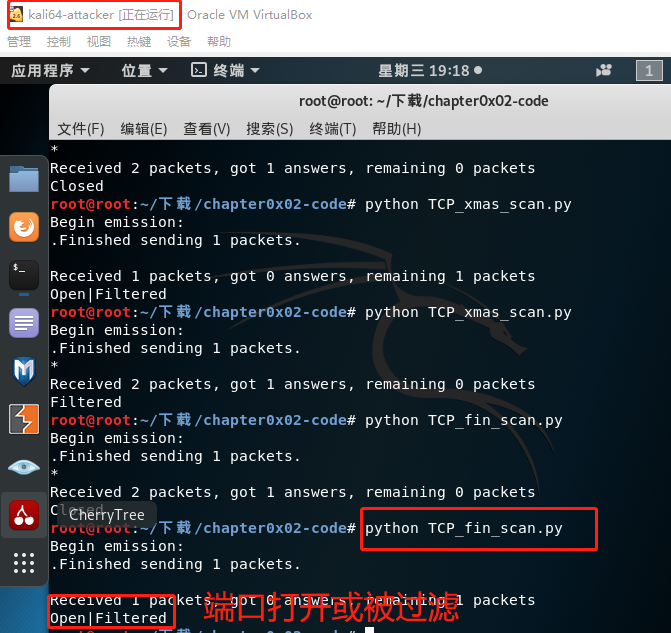 kali64-attacker [正在运行] Oracle VM VirtualBox
管理 控制 视图 热键 设备 帮助
应用程序 位置 终端 星期三 19:18 1
root@root: ~/下载/chapter0x02-code
文件(F) 编辑(E) 查看(V) 搜索(S) 终端(T) 帮助(H)
*
Received 2 packets, got 1 answers, remaining 0 packets
Closed
root@root:~/下载/chapter0x02-code# python TCP_xmas_scan.py
Begin emission:
.Finished sending 1 packets.
Received 1 packets, got 0 answers, remaining 1 packets
Open|Filtered
root@root:~/下载/chapter0x02-code# python TCP_xmas_scan.py
Begin emission:
.Finished sending 1 packets.
*
Received 2 packets, got 1 answers, remaining 0 packets
Filtered
root@root:~/下载/chapter0x02-code# python TCP_fin_scan.py
Begin emission:
.Finished sending 1 packets.
*
Received 2 packets, got 1 answers, remaining 0 packets
Closed
CherryTree
root@root:~/下载/chapter0x02-code# python TCP_fin_scan.py
Begin emission:
.Finished sending 1 packets.
Received 1 packets, got 0 answers, remaining 1 packets
端口打开或被过滤
Open|Filtered